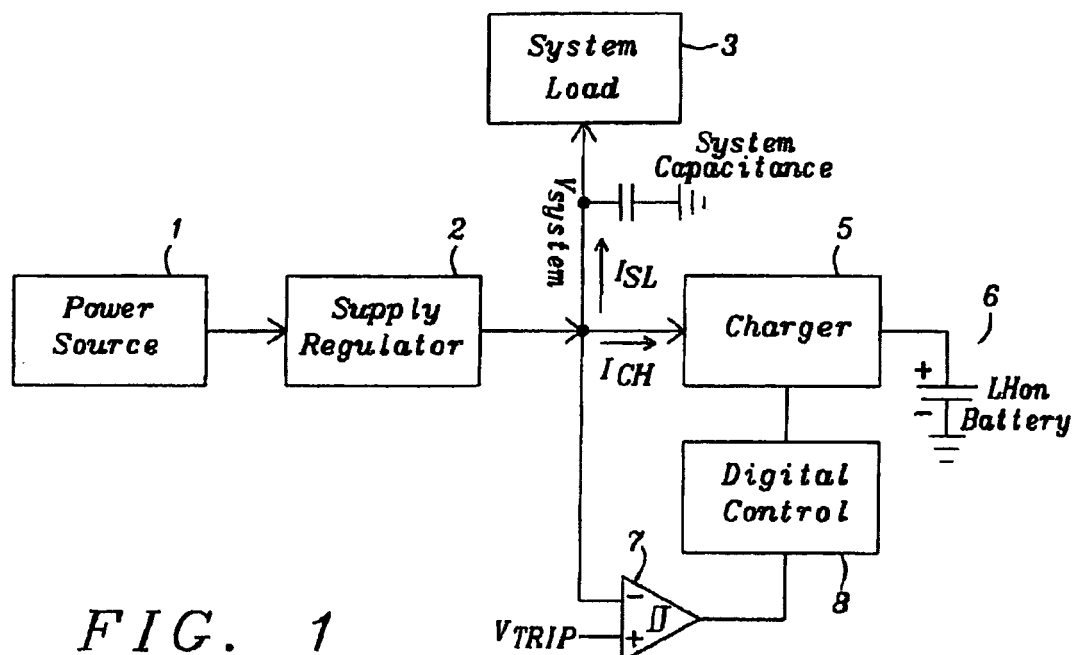 System
Load
3
System
Capacitance
Vsystem
1
2
5
6
Power
Source
Supply
Regulator
ISL
ICH
Charger
+
-
LHon
Battery
Digital
Control
7
8
-
VTRIP
+
FIG. 1